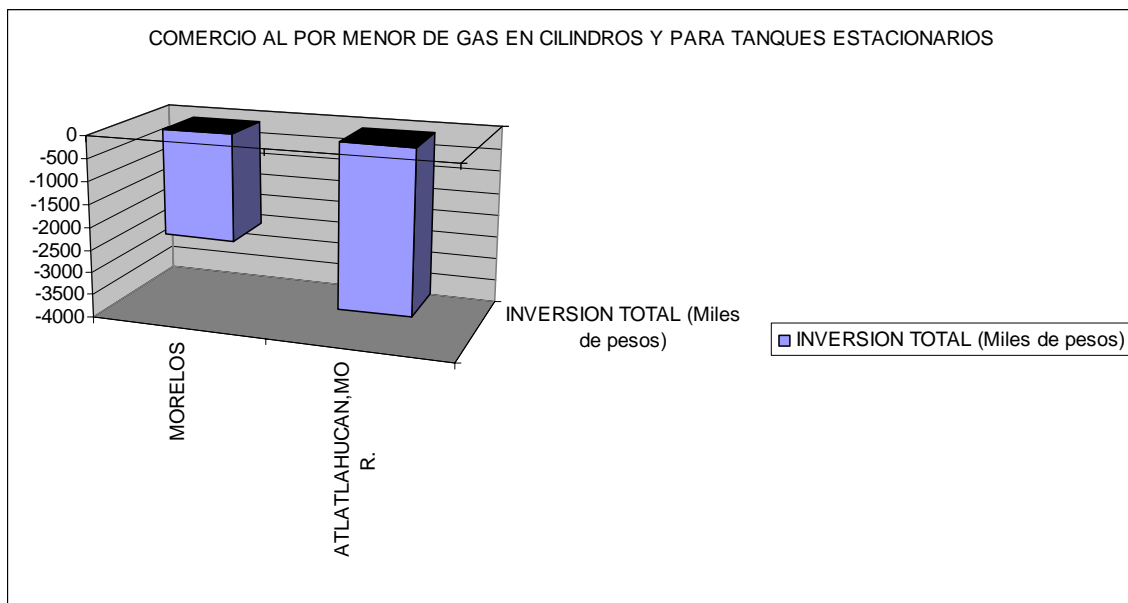 COMERCIO AL POR MENOR DE GAS EN CILINDROS Y PARA TANQUES ESTACIONARIOS
0
-500
-1000
-1500
-2000
-2500
-3000
-3500
-4000
MORELOS
ATLATLAHUCAN,MO
R.
INVERSION TOTAL (Miles
de pesos)
INVERSION TOTAL (Miles de pesos)